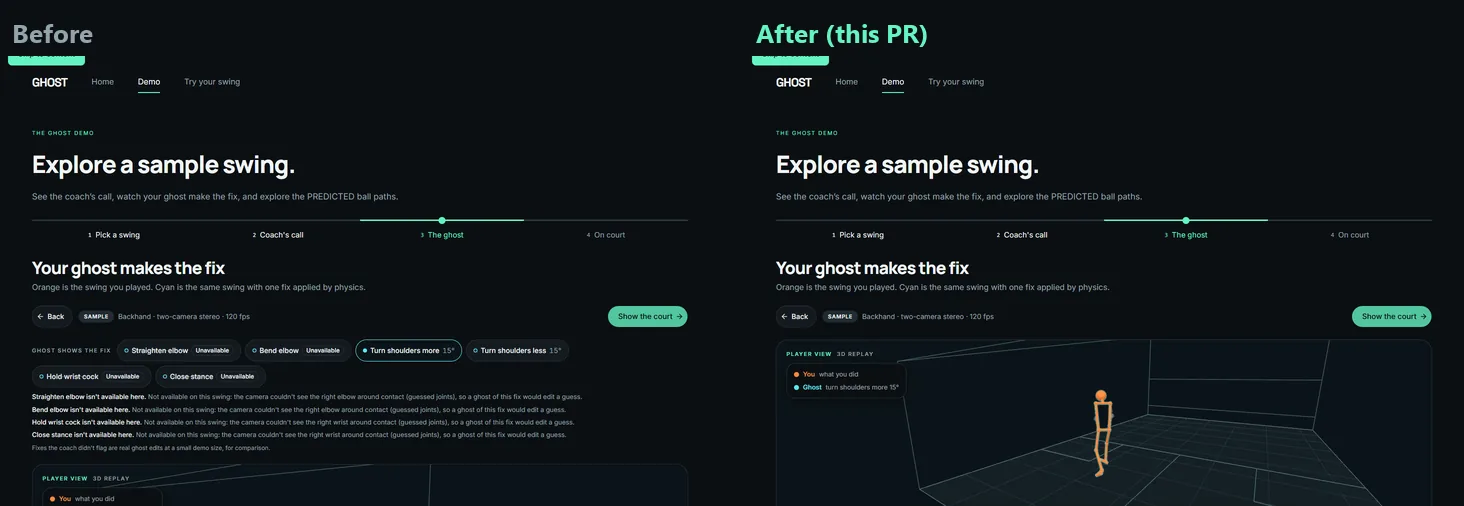 Before
GHOST Home Demo Try your swing
THE GHOST DEMO
Explore a sample swing.
See the coach's call, watch your ghost make the fix, and explore the PREDICTED ball paths.
1 Pick a swing 2 Coach's call 3 The ghost 4 On court
Your ghost makes the fix
Orange is the swing you played. Cyan is the same swing with one fix applied by physics.
← Back SAMPLE Backhand · two-camera stereo · 120 fps Show the court →
GHOST SHOWS THE FIX Straighten elbow Unavailable Bend elbow Unavailable Turn shoulders more 15° Turn shoulders less 15°
Hold wrist cock Unavailable Close stance Unavailable
Straighten elbow isn't available here. Not available on this swing: the camera couldn't see the right elbow around contact (guessed joints), so a ghost of this fix would edit a guess.
Bend elbow isn't available here. Not available on this swing: the camera couldn't see the right elbow around contact (guessed joints), so a ghost of this fix would edit a guess.
Hold wrist cock isn't available here. Not available on this swing: the camera couldn't see the right wrist around contact (guessed joints), so a ghost of this fix would edit a guess.
Close stance isn't available here. Not available on this swing: the camera couldn't see the right wrist around contact (guessed joints), so a ghost of this fix would edit a guess.
Fixes the coach didn't flag are real ghost edits at a small demo size, for comparison.
PLAYER VIEW 3D REPLAY
You what you did
After (this PR)
GHOST Home Demo Try your swing
THE GHOST DEMO
Explore a sample swing.
See the coach's call, watch your ghost make the fix, and explore the PREDICTED ball paths.
1 Pick a swing 2 Coach's call 3 The ghost 4 On court
Your ghost makes the fix
Orange is the swing you played. Cyan is the same swing with one fix applied by physics.
← Back SAMPLE Backhand · two-camera stereo · 120 fps Show the court →
PLAYER VIEW 3D REPLAY
You what you did
Ghost turn shoulders more 15°